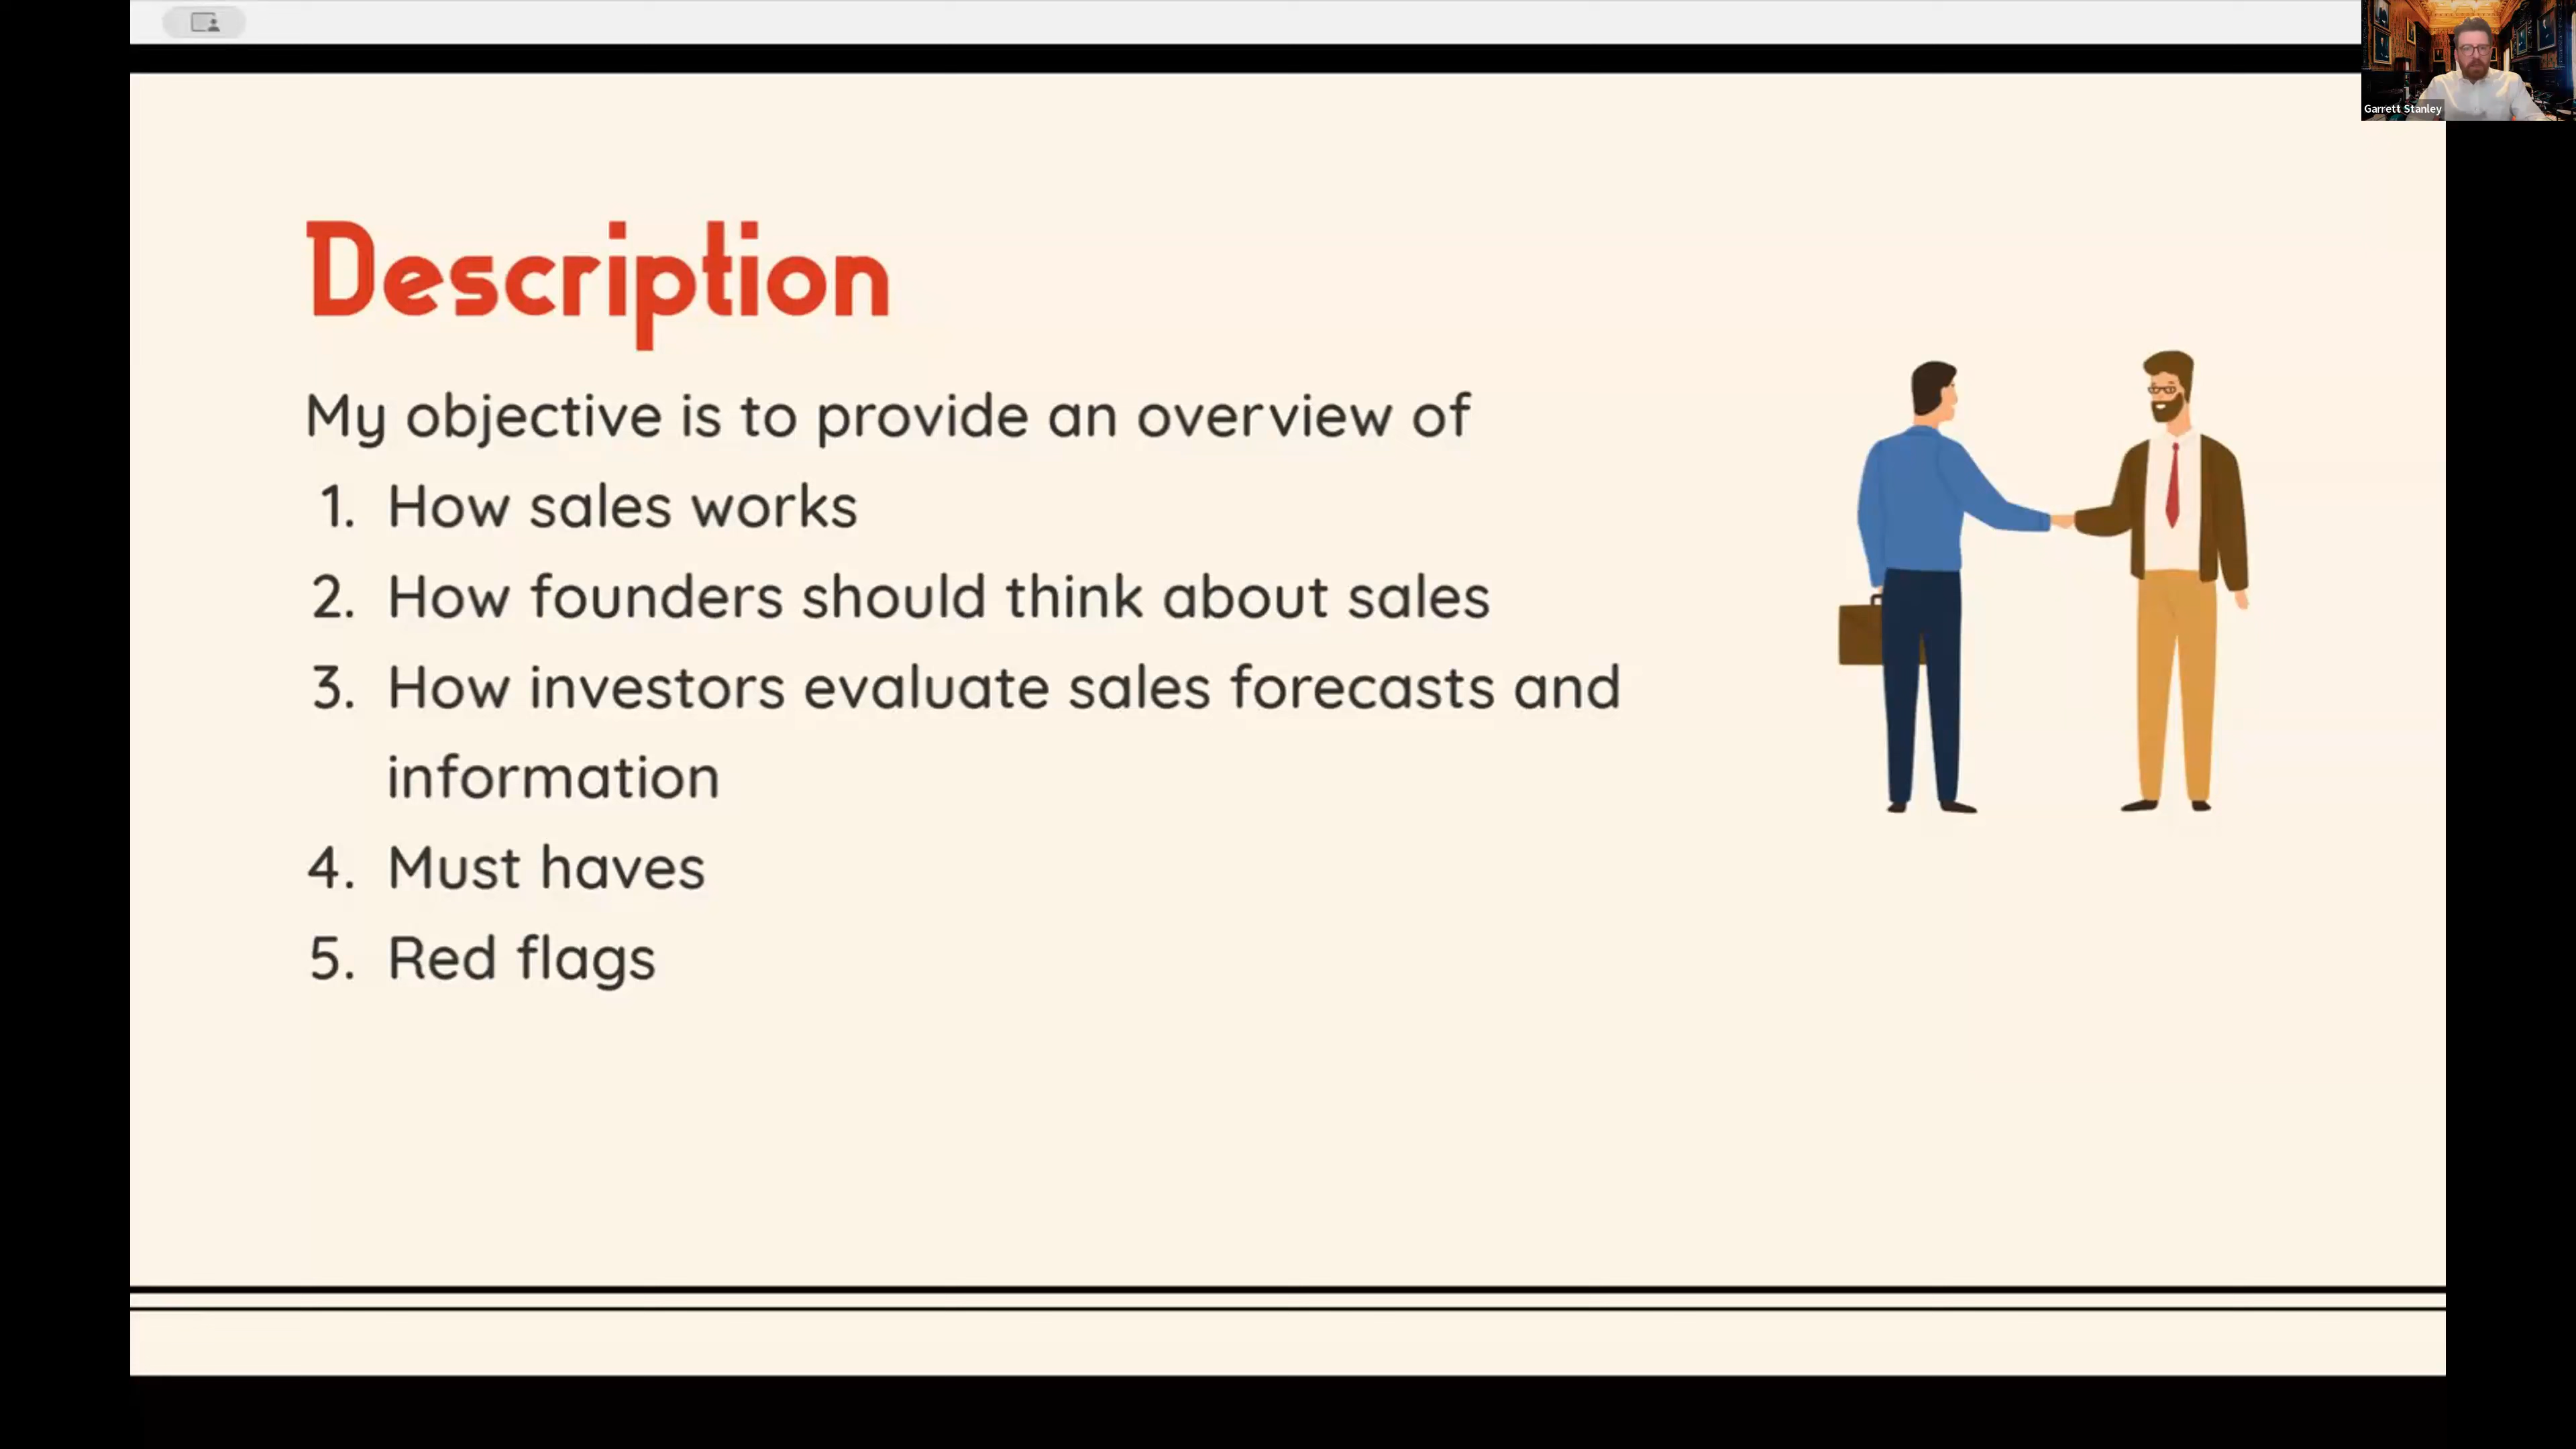 Garrett Stanley
Description
My objective is to provide an overview of
1. How sales works
2. How founders should think about sales
3. How investors evaluate sales forecasts and
information
4. Must haves
5. Red flags